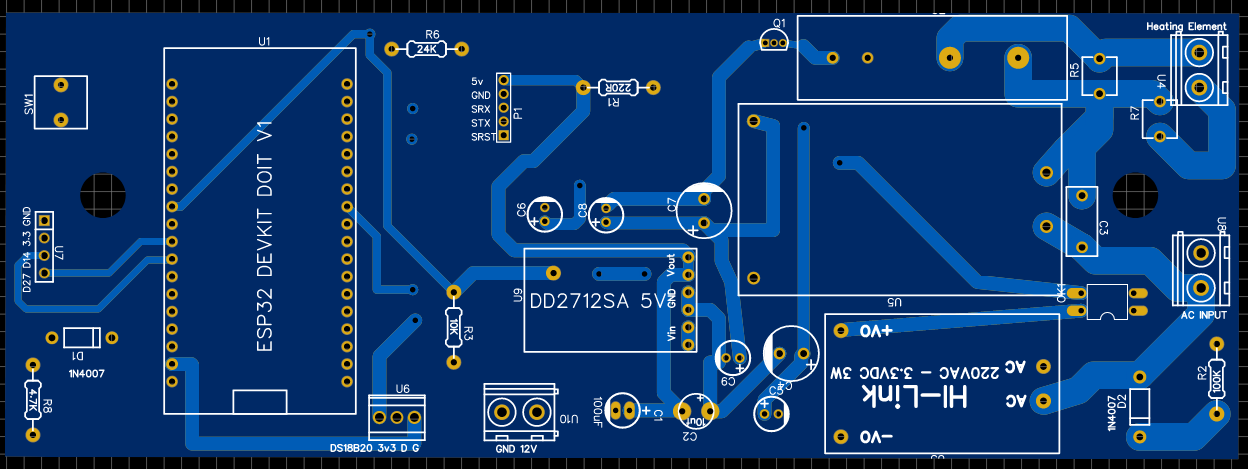 U1
R6
24K
Q1
Heating Element
SW1
5v
GND
SRX
STX
SRST
P1
220R
R1
R5
U4
R7
ESP32 DEVKIT DOIT V1
C6
C8
C7
C3
U8
D27 D14 3.3 GND
U7
Vout
GND
Vin
U9
DD2712SA 5V
U5
OK1
AC INPUT
10K
R3
D1
1N4007
+VO
-VO
HI-Link
220VAC - 3.3VDC 3W
AC
AC
C9
4.7K
R8
U6
DS18B20 3v3 D G
U10
GND 12V
100uF
C1
10uf
C2
D2
1N4007
R2
100K